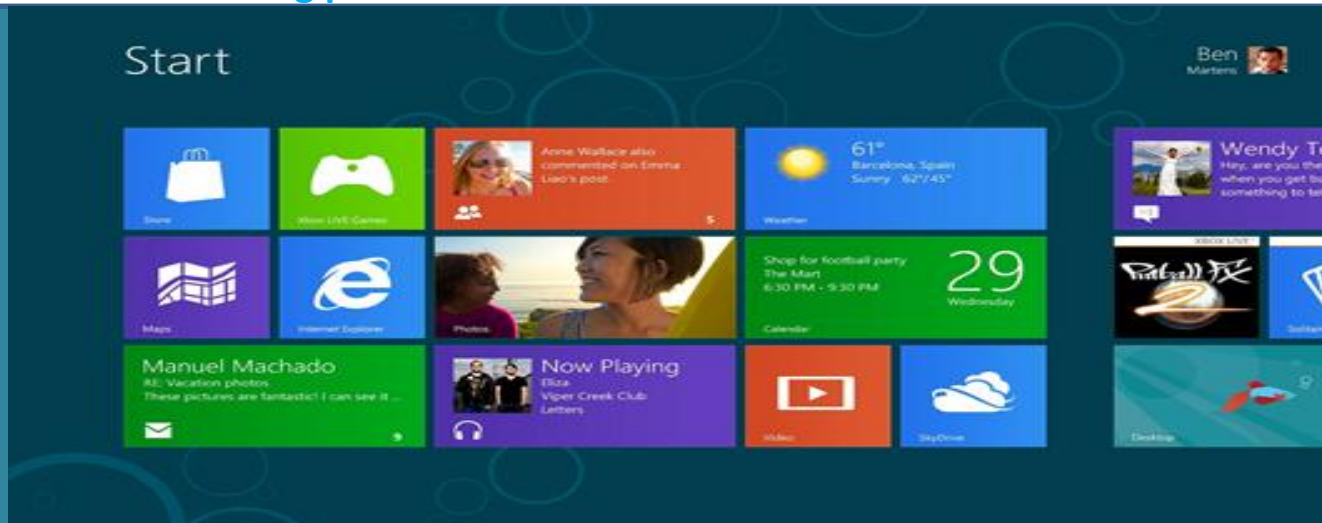 Start
Ben
Martens
Store
Xbox LIVE Games
Anne Wallace also
commented on Emma
Liao's post
5
61°
Barcelona, Spain
Sunny 62°/45°
Weather
Wendy
Hey, are you
when you get
something to
Maps
Internet Explorer
Photos
Shop for football party
The Mart
6:30 PM - 9:30 PM
29
Wednesday
Calendar
XBOX LIVE
Pinball FX
2
Manuel Machado
RE: Vacation photos
These pictures are fantastic! I can see it ...
9
Now Playing
Eliza
Viper Creek Club
Letters
Video
SkyDrive
Desktop